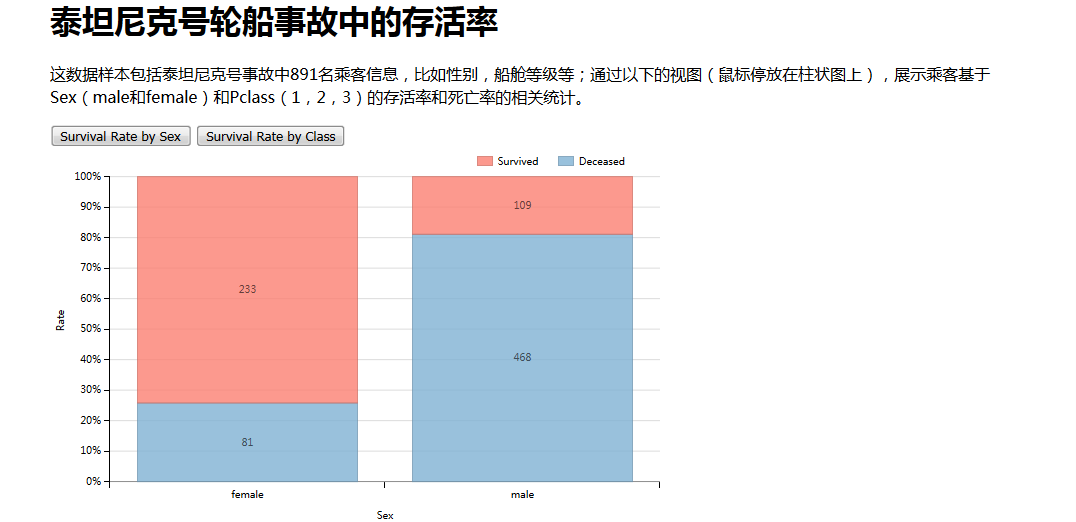 泰坦尼克号轮船事故中的存活率
这数据样本包括泰坦尼克号事故中891名乘客信息，比如性别，船舱等级等；通过以下的视图（鼠标停放在柱状图上），展示乘客基于
Sex（male和female）和Pclass（1，2，3）的存活率和死亡率的相关统计。
Survival Rate by Sex Survival Rate by Class
Survived Deceased
100%
90%
80%
70%
60%
50%
40%
30%
20%
10%
0%
Rate
233
81
109
468
female male
Sex